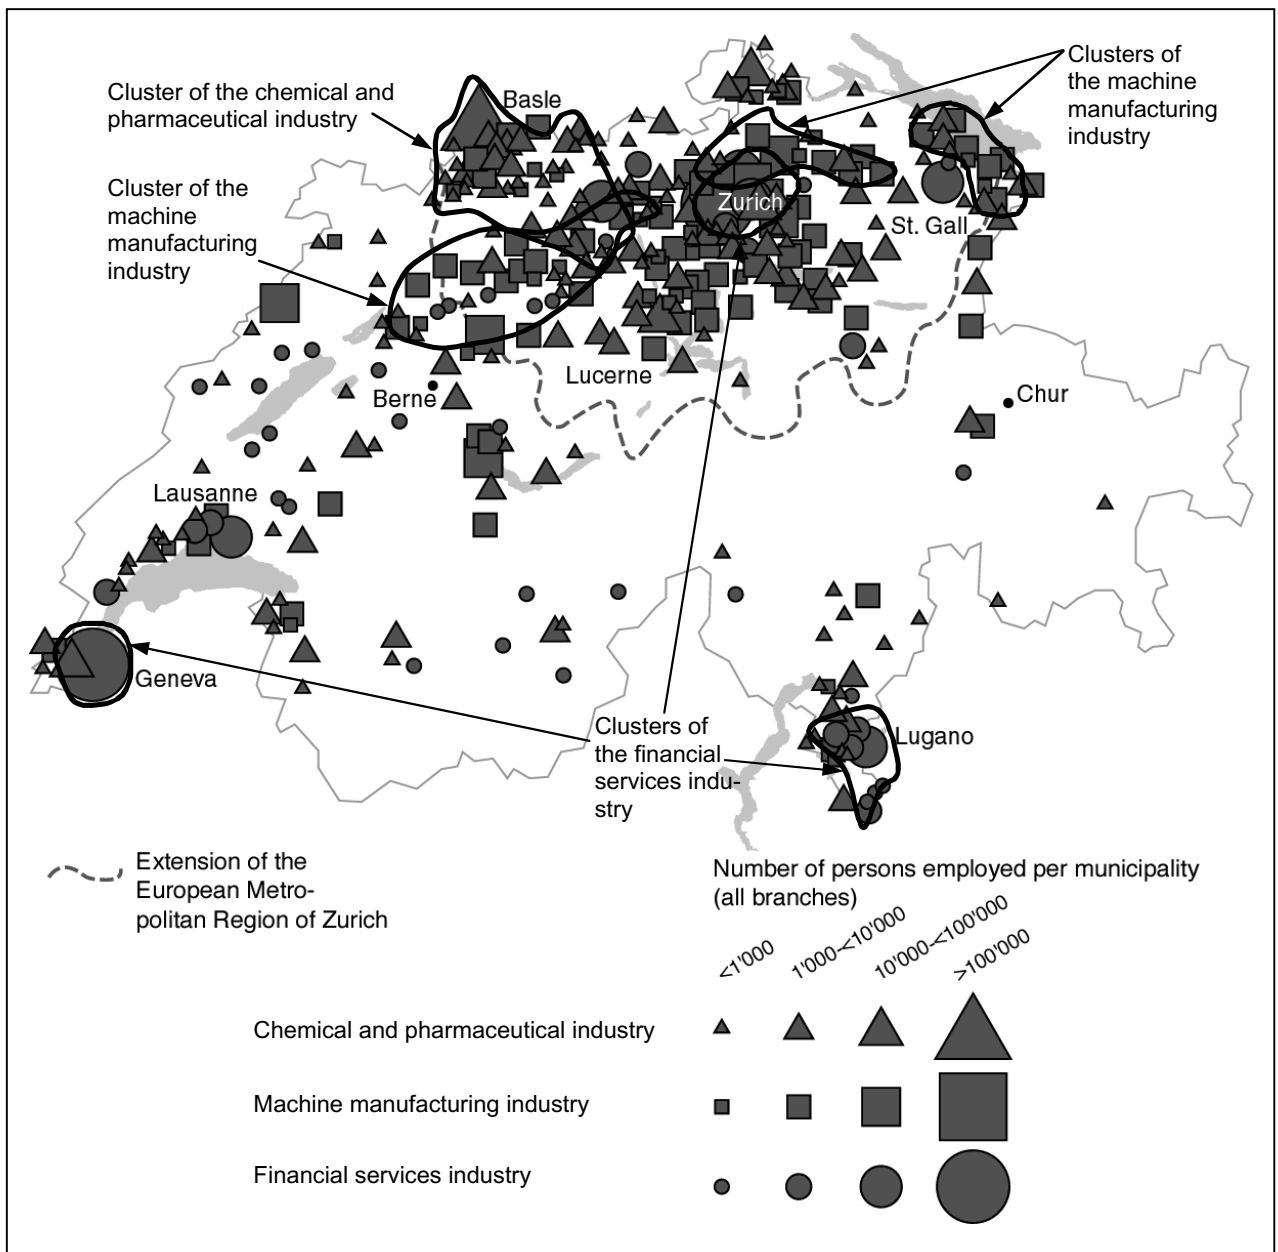 Clusters of
the machine
manufacturing
industry
Cluster of the chemical and
pharmaceutical industry
Basle
Cluster of the
machine
manufacturing
industry
Zurich
St. Gall
Lucerne
Berne
Chur
Lausanne
Geneva
Clusters of
the financial
services indu-
stry
Lugano
Extension of the
European Metro-
politan Region of Zurich
Number of persons employed per municipality
(all branches)
<1'000
1'000-<10'000
10'000-<100'000
>100'000
Chemical and pharmaceutical industry
Machine manufacturing industry
Financial services industry